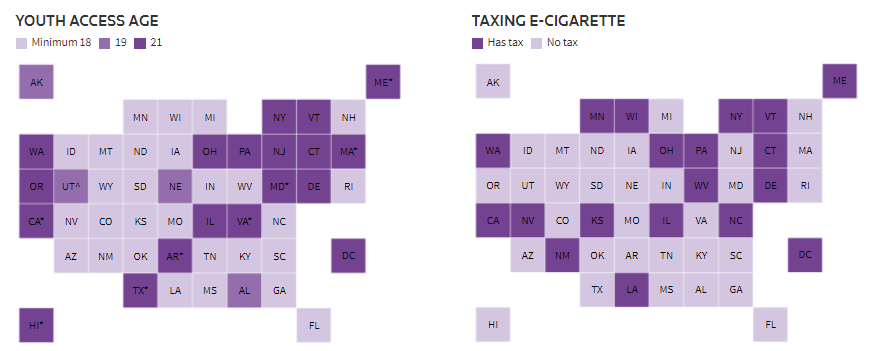 YOUTH ACCESS AGE
Minimum 18 19 21
AK ME*
MN WI MI NY VT NH
WA ID MT ND IA OH PA NJ CT MA*
OR UT^ WY SD NE IN WV MD* DE RI
CA* NV CO KS MO IL VA* NC
AZ NM OK AR* TN KY SC DC
TX* LA MS AL GA
HI* FL
TAXING E-CIGARETTE
Has tax No tax
AK ME
MN WI MI NY VT NH
WA ID MT ND IA OH PA NJ CT MA
OR UT WY SD NE IN WV MD DE RI
CA NV CO KS MO IL VA NC
AZ NM OK AR TN KY SC DC
TX LA MS AL GA
HI FL